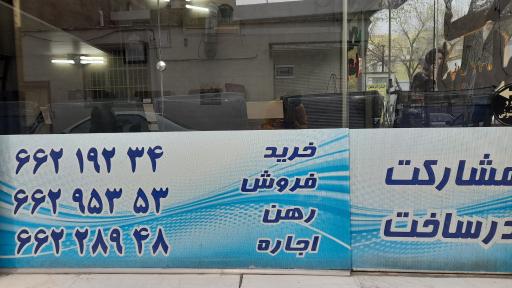 خرید
فروش
رهن
اجاره
۶۶۲ ۱۹۲ ۳۴
۶۶۲ ۹۵۳ ۵۳
۶۶۲ ۲۸۹ ۴۸
مشارکت
درساخت